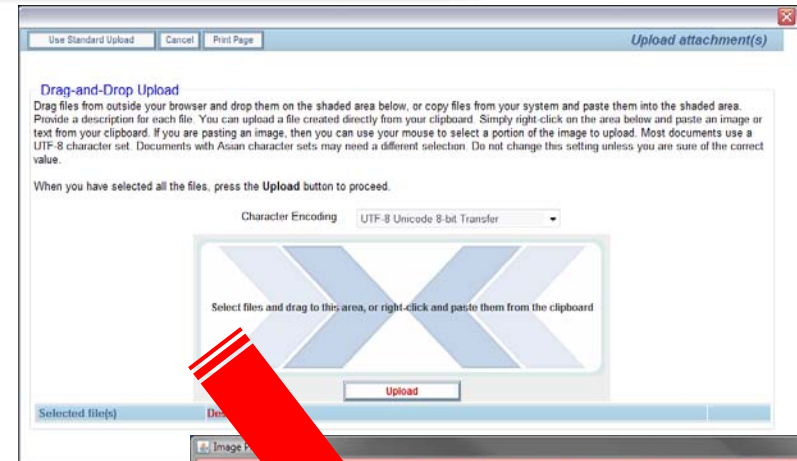 Use Standard Upload Cancel Print Page Upload attachment(s)
Drag-and-Drop Upload
Drag files from outside your browser and drop them on the shaded area below, or copy files from your system and paste them into the shaded area.
Provide a description for each file. You can upload a file created directly from your clipboard. Simply right-click on the area below and paste an image or
text from your clipboard. If you are pasting an image, then you can use your mouse to select a portion of the image to upload. Most documents use a
UTF-8 character set. Documents with Asian character sets may need a different selection. Do not change this setting unless you are sure of the correct
value.
When you have selected all the files, press the Upload button to proceed.
Character Encoding UTF-8 Unicode 8-bit Transfer
Select files and drag to this area, or right-click and paste them from the clipboard
Upload
Selected file(s)
Image